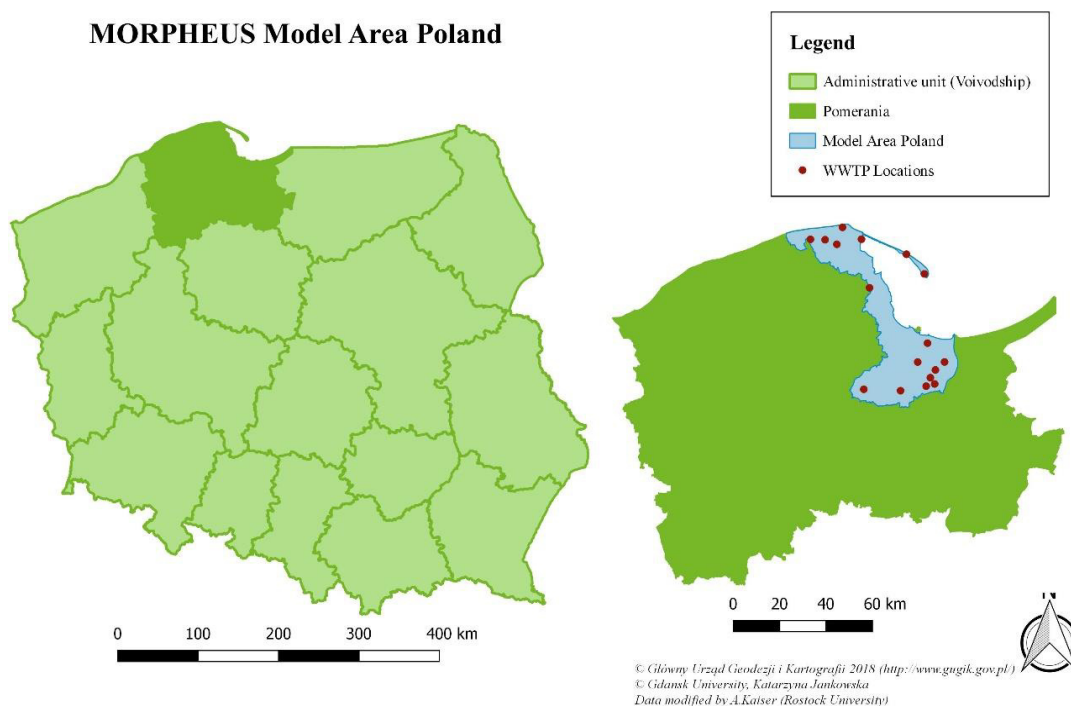 MORPHEUS Model Area Poland
Legend
Administrative unit (Voivodship)
Pomerania
Model Area Poland
WWTP Locations
0 100 200 300 400 km
0 20 40 60 km
N
© Główny Urząd Geodezji i Kartografii 2018 (http://www.gugik.gov.pl/)
© Gdansk University, Katarzyna Jankowska
Data modified by A.Kaiser (Rostock University)